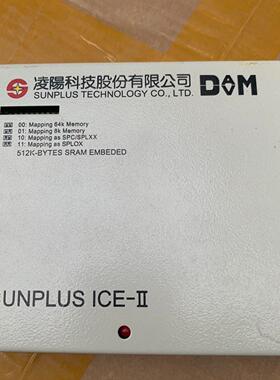 凌陽科技股份有限公司
SUNPLUS TECHNOLOGY CO., LTD.
D◊M
00: Mapping 64k Memory
01: Mapping 8k Memory
10: Mapping as SPC/SPLXX
11: Mapping as SPLOX
512K-BYTES SRAM EMBEDED
UNPLUS ICE-II